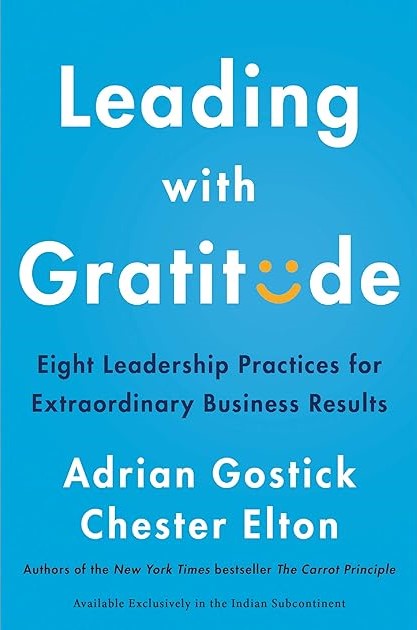 Leading
with
Gratitude
Eight Leadership Practices for
Extraordinary Business Results
Adrian Gostick
Chester Elton
Authors of the New York Times bestseller The Carrot Principle
Available Exclusively in the Indian Subcontinent